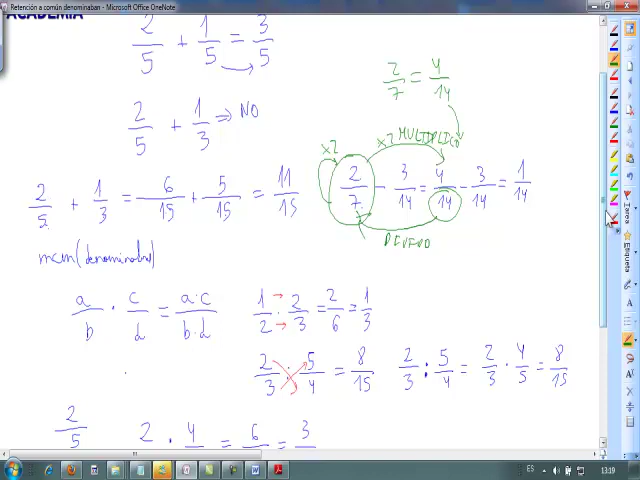 Retención a común denominaban - Microsoft Office OneNote
ACADEMIA
2/5 + 1/5 = 3/5
2/7 = 4/14
2/5 + 1/3 ⇒ NO
x2 x2 MULTIPLICO
2/7 - 3/14 = 4/14 - 3/14 = 1/14
DIVIDO
2/5 + 1/3 = 6/15 + 5/15 = 11/15
a/b · c/d = a·c/b·d
1/2 · 2/3 = 2/6 = 1/3
2/3 : 5/4 = 8/15
2/3 : 5/4 = 2/3 · 4/5 = 8/15
2/5
2 · 4 = 6 = 3
Tarea
Etiqueta
ES
13:19